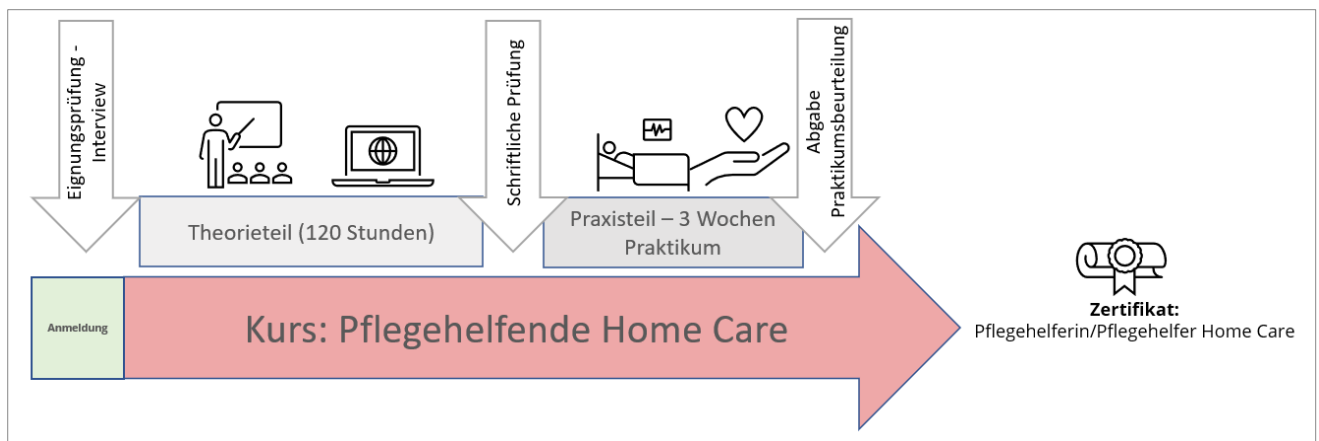 Eignungsprüfung -
Interview
Theorieteil (120 Stunden)
Schriftliche Prüfung
Praxisteil – 3 Wochen
Praktikum
Abgabe
Praktikumsbeurteilung
Anmeldung
Kurs: Pflegehelfende Home Care
Zertifikat:
Pflegehelferin/Pflegehelfer Home Care